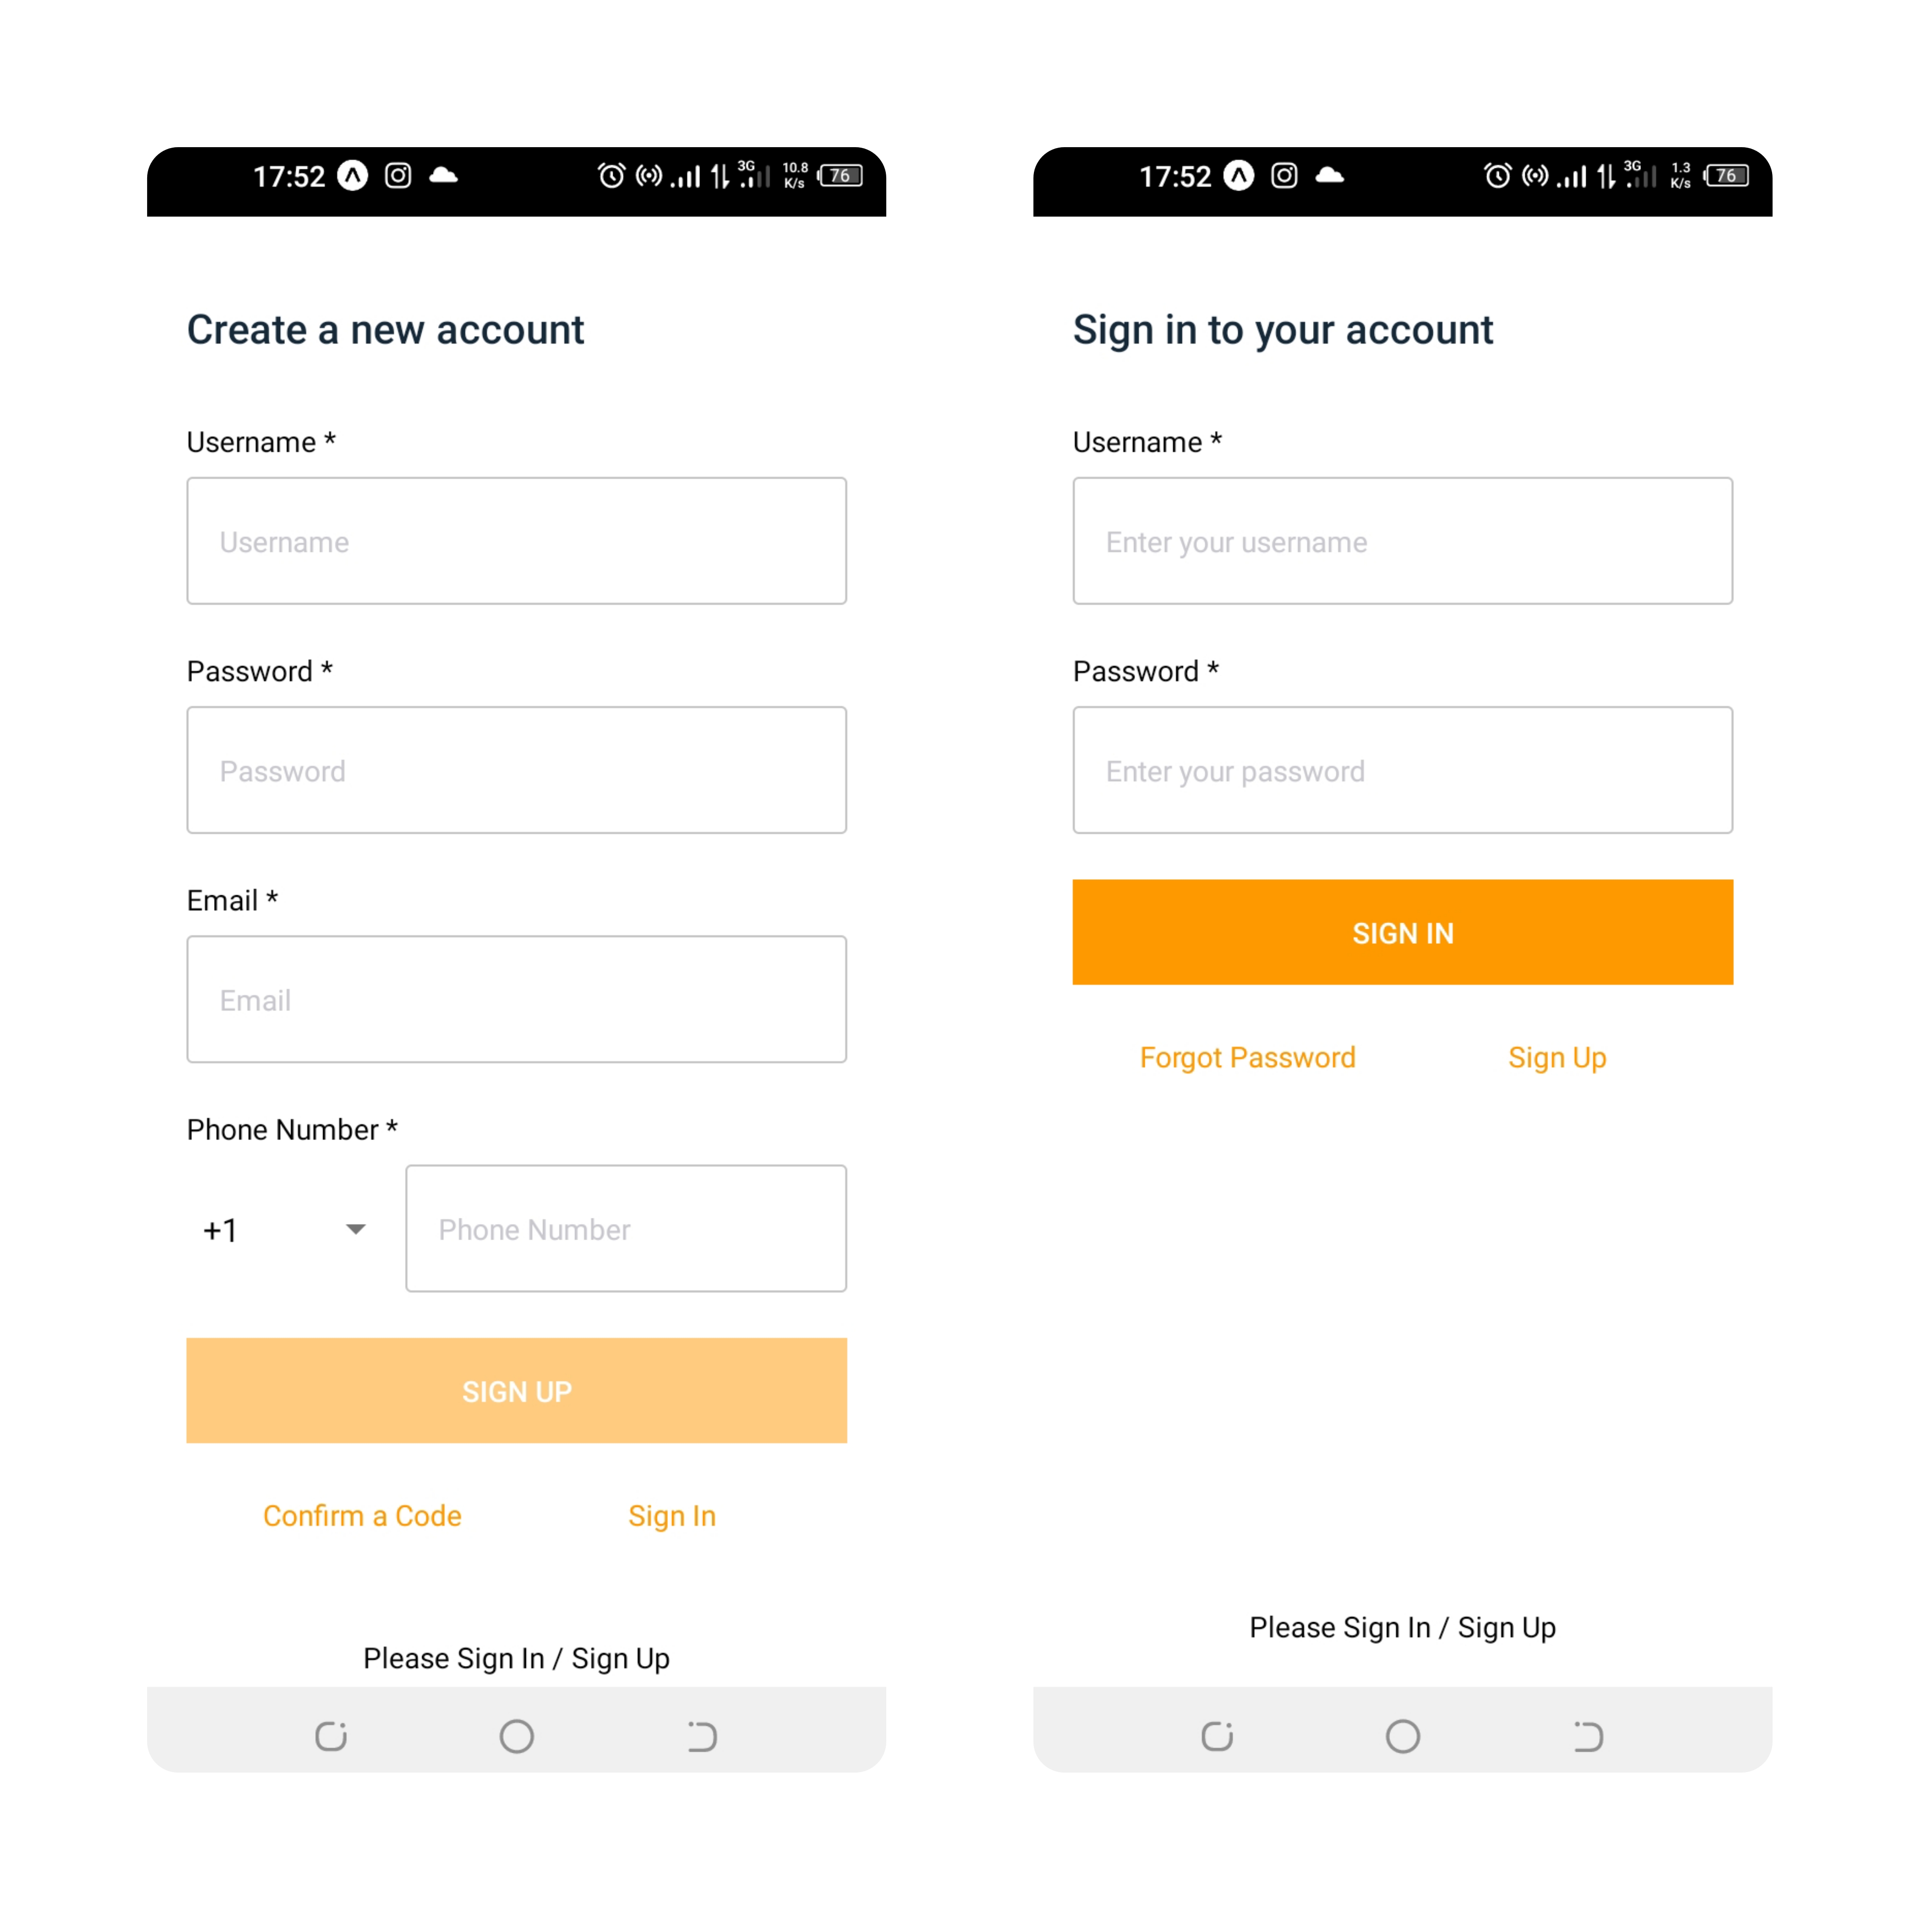 17:52 3G 10.8 K/s 76
Create a new account
Username *
Username
Password *
Password
Email *
Email
Phone Number *
+1 Phone Number
SIGN UP
Confirm a Code Sign In
Please Sign In / Sign Up
17:52 3G 1.3 K/s 76
Sign in to your account
Username *
Enter your username
Password *
Enter your password
SIGN IN
Forgot Password Sign Up
Please Sign In / Sign Up